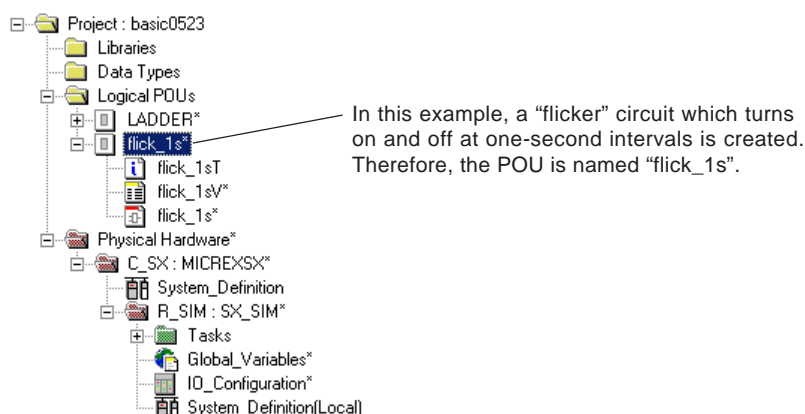 Project : basic0523
Libraries
Data Types
Logical POUs
LADDER*
flick_1s*
In this example, a “flicker” circuit which turns
on and off at one-second intervals is created.
Therefore, the POU is named “flick_1s”.
flick_1sT
flick_1sV*
flick_1s*
Physical Hardware*
C_SX : MICREXSX*
System_Definition
R_SIM : SX_SIM*
Tasks
Global_Variables*
IO_Configuration*
System_Definition(Local)